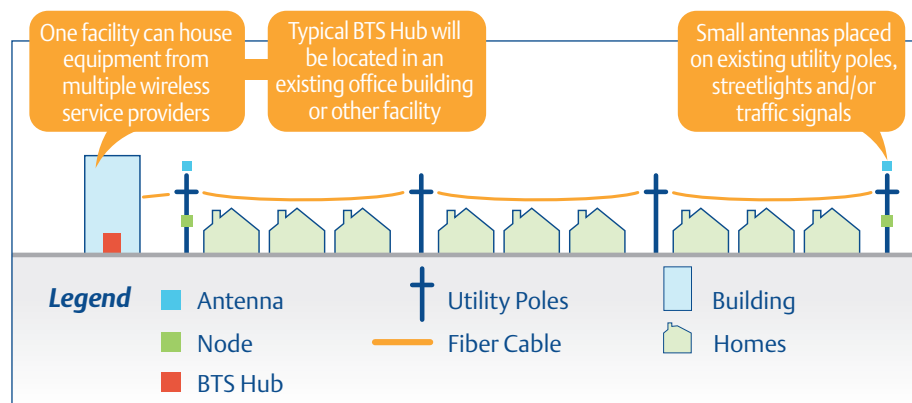 One facility can house
equipment from
multiple wireless
service providers
Typical BTS Hub will
be located in an
existing office building
or other facility
Small antennas placed
on existing utility poles,
streetlights and/or
traffic signals
Legend
Antenna
Utility Poles
Building
Node
Fiber Cable
Homes
BTS Hub